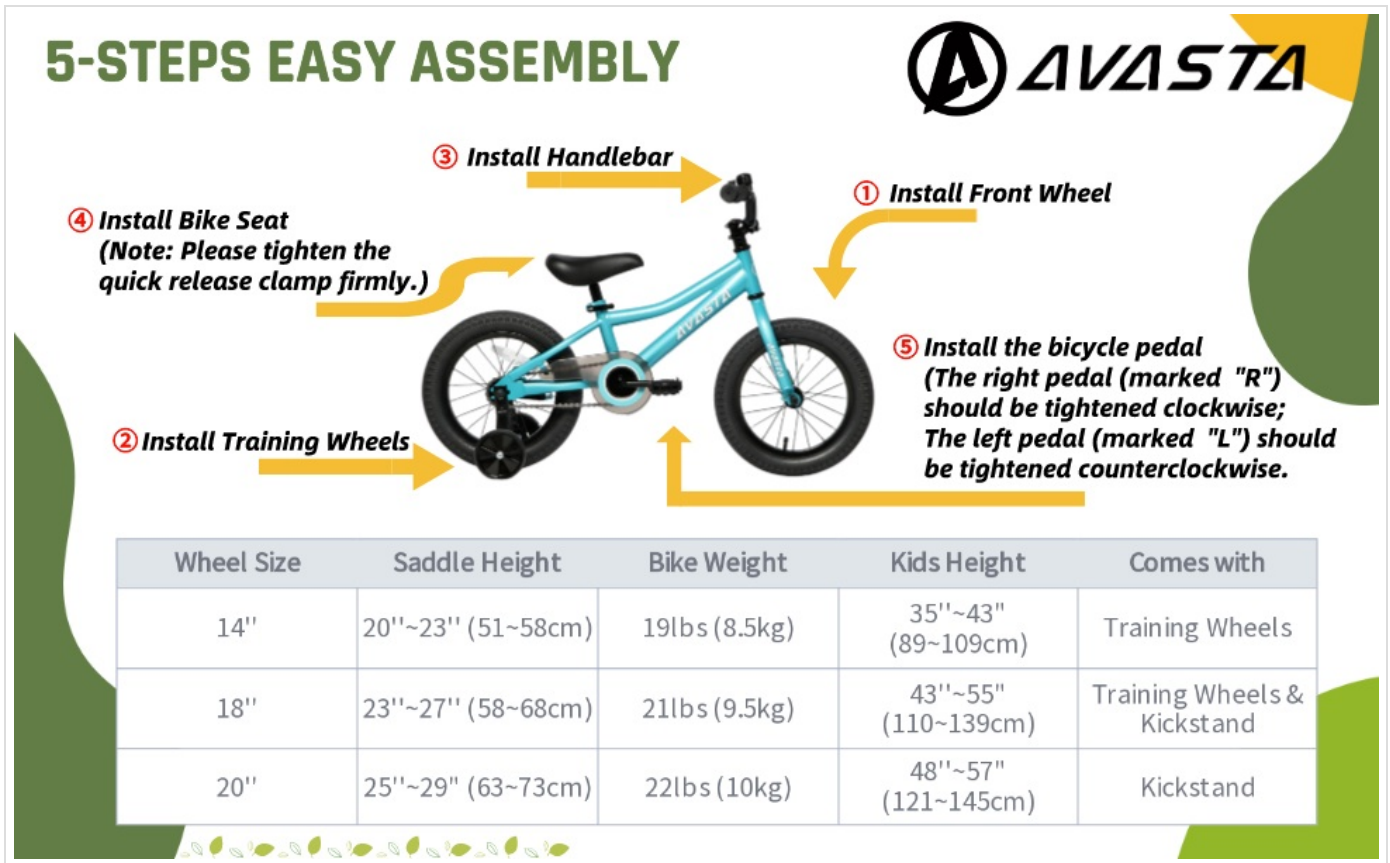 5-STEPS EASY ASSEMBLY
AVASTA
③ Install Handlebar
① Install Front Wheel
④ Install Bike Seat
(Note: Please tighten the
quick release clamp firmly.)
AVASTA
⑤ Install the bicycle pedal
(The right pedal (marked "R")
should be tightened clockwise;
The left pedal (marked "L") should
be tightened counterclockwise.
② Install Training Wheels
Wheel Size Saddle Height Bike Weight Kids Height Comes with
14'' 20''~23'' (51~58cm) 19lbs (8.5kg) 35''~43" (89~109cm) Training Wheels
18'' 23''~27'' (58~68cm) 21lbs (9.5kg) 43''~55" (110~139cm) Training Wheels & Kickstand
20'' 25''~29" (63~73cm) 22lbs (10kg) 48''~57" (121~145cm) Kickstand